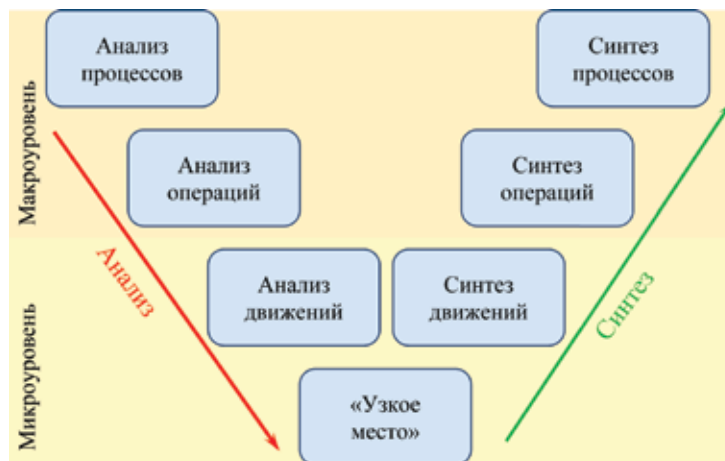 Макроуровень
Микроуровень
Анализ
процессов
Анализ
операций
Анализ
движений
«Узкое
место»
Синтез
движений
Синтез
операций
Синтез
процессов
Анализ
Синтез